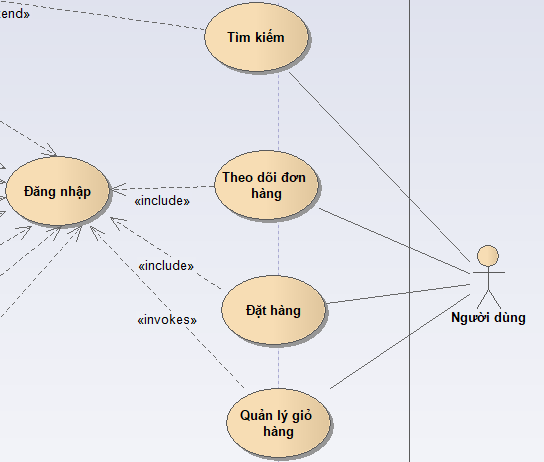 end»
Tìm kiếm
Theo dõi đơn
hàng
Đăng nhập
«include»
«include»
Đặt hàng
Người dùng
«invokes»
Quản lý giỏ
hàng